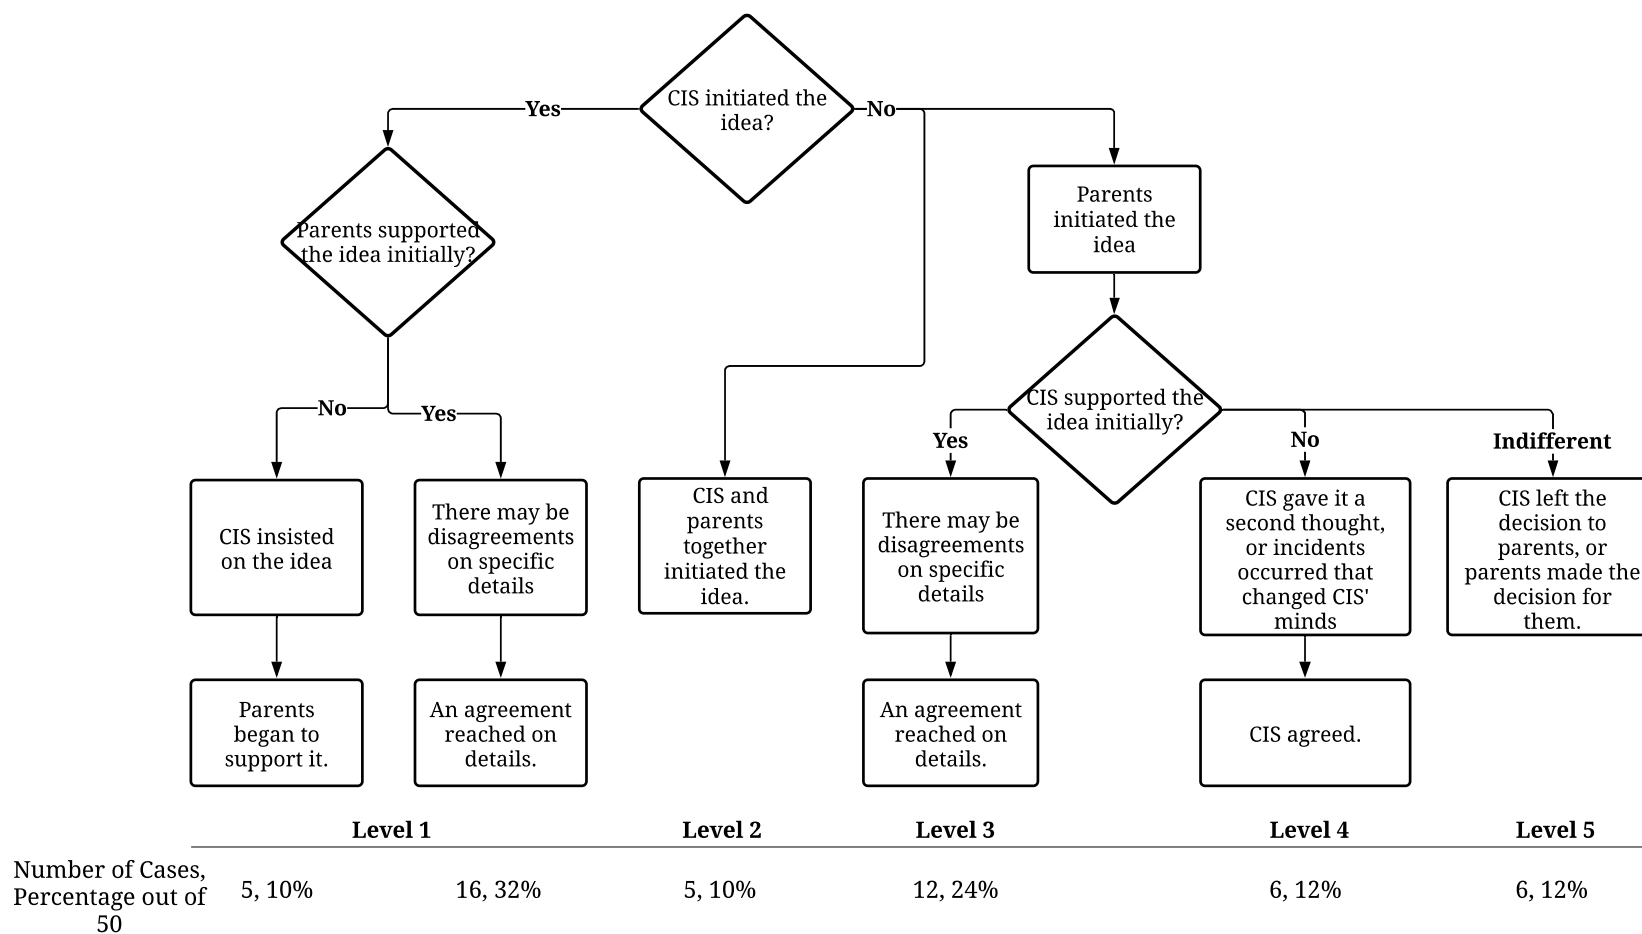 CIS initiated the
idea?
Yes
No
Parents supported
the idea initially?
Parents
initiated the
idea
CIS supported the
idea initially?
No
Yes
Yes
No
Indifferent
CIS insisted
on the idea
There may be
disagreements
on specific
details
CIS and
parents
together
initiated the
idea.
There may be
disagreements
on specific
details
CIS gave it a
second thought,
or incidents
occurred that
changed CIS'
minds
CIS left the
decision to
parents, or
parents made the
decision for
them.
Parents
began to
support it.
An agreement
reached on
details.
An agreement
reached on
details.
CIS agreed.
Level 1
Level 2
Level 3
Level 4
Level 5
Number of Cases,
Percentage out of
50
5, 10%
16, 32%
5, 10%
12, 24%
6, 12%
6, 12%